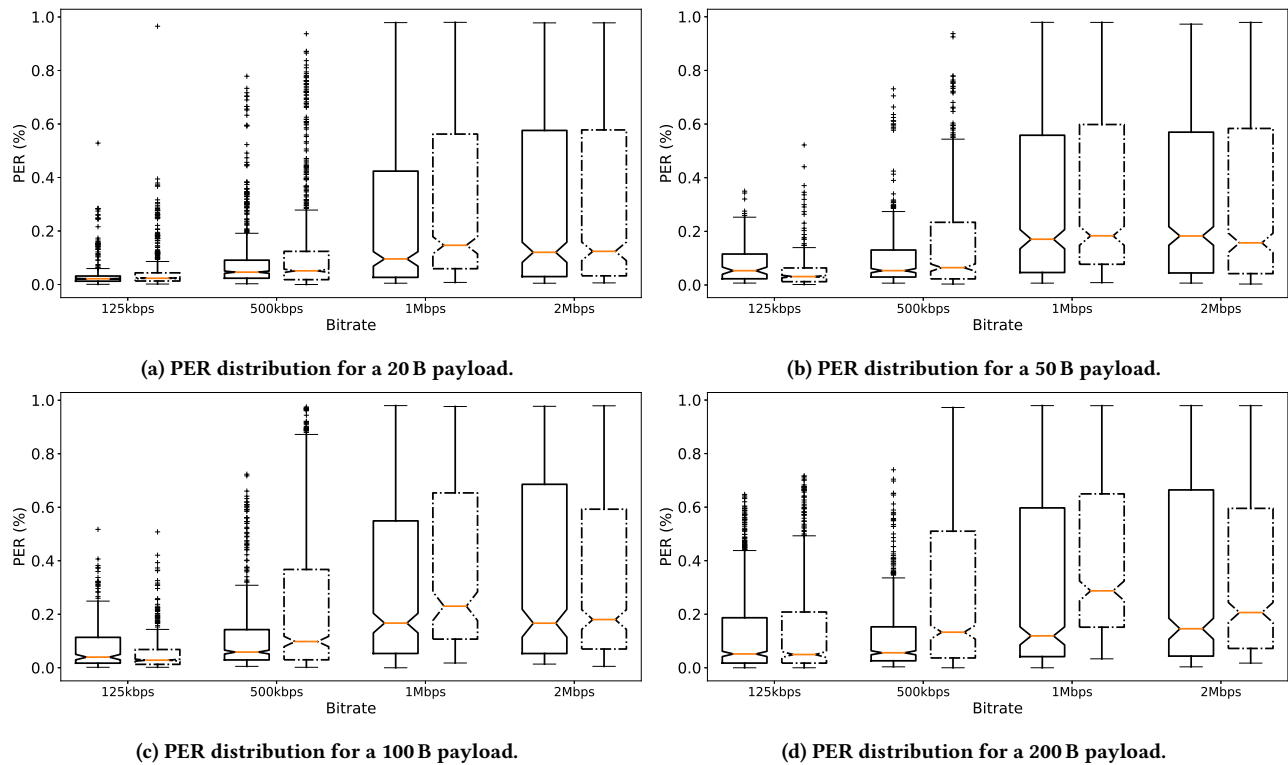 1.0
0.8
0.6
0.4
0.2
0.0
PER (%)
125kbps 500kbps 1Mbps 2Mbps
Bitrate
(a) PER distribution for a 20 B payload.
1.0
0.8
0.6
0.4
0.2
0.0
PER (%)
125kbps 500kbps 1Mbps 2Mbps
Bitrate
(b) PER distribution for a 50 B payload.
1.0
0.8
0.6
0.4
0.2
0.0
PER (%)
125kbps 500kbps 1Mbps 2Mbps
Bitrate
(c) PER distribution for a 100 B payload.
1.0
0.8
0.6
0.4
0.2
0.0
PER (%)
125kbps 500kbps 1Mbps 2Mbps
Bitrate
(d) PER distribution for a 200 B payload.